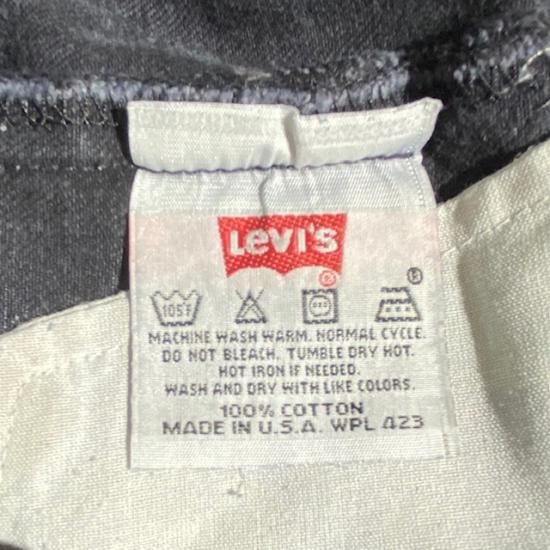 Levi's
®
105°F
®
MACHINE WASH WARM. NORMAL CYCLE.
DO NOT BLEACH. TUMBLE DRY HOT.
HOT IRON IF NEEDED.
WASH AND DRY WITH LIKE COLORS.
100% COTTON
MADE IN U.S.A. WPL 423